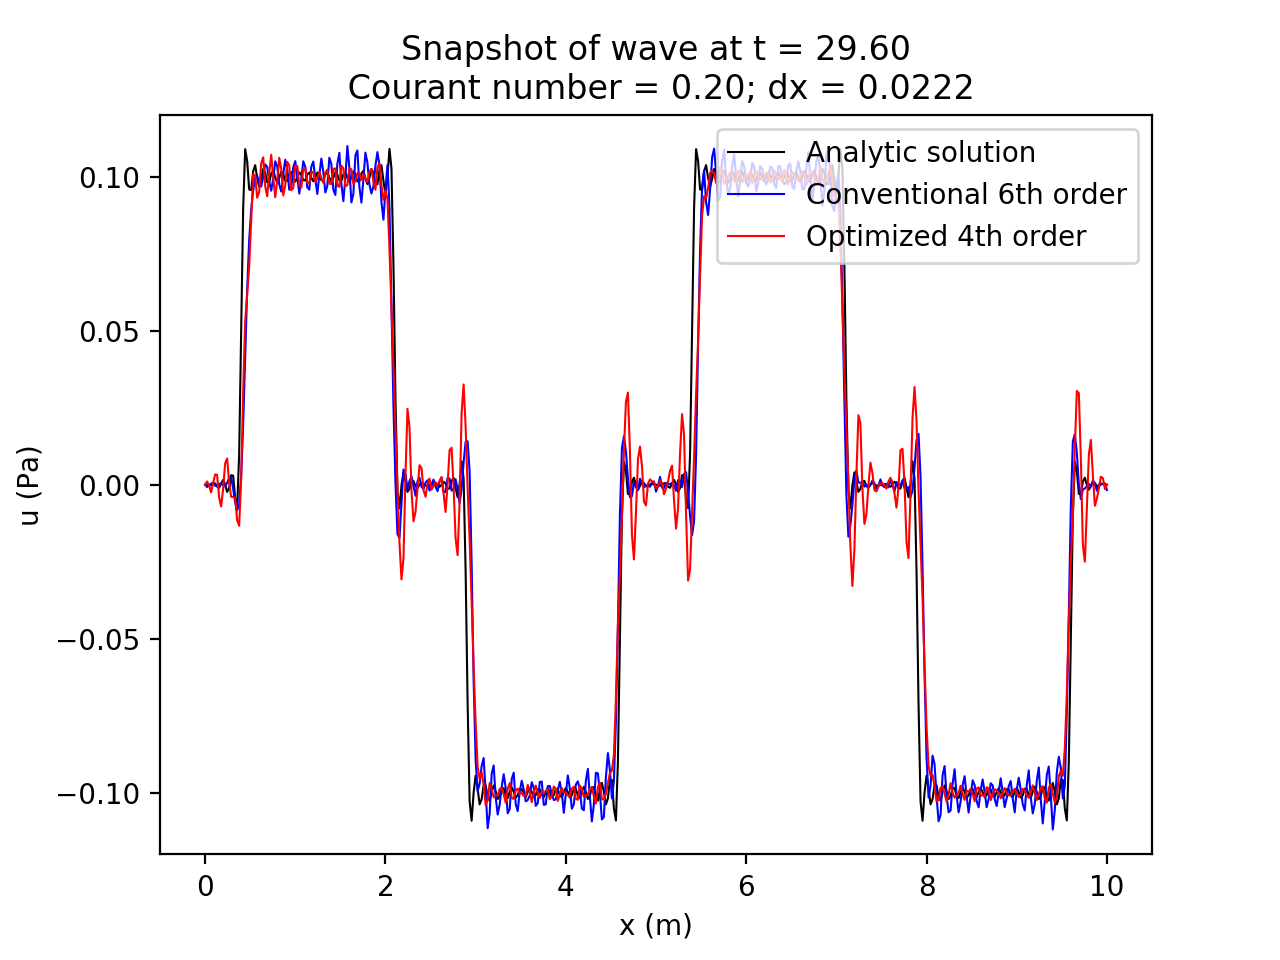 Snapshot of wave at t = 29.60
Courant number = 0.20; dx = 0.0222
Analytic solution
Conventional 6th order
Optimized 4th order
u (Pa)
0.10
0.05
0.00
−0.05
−0.10
0 2 4 6 8 10
x (m)